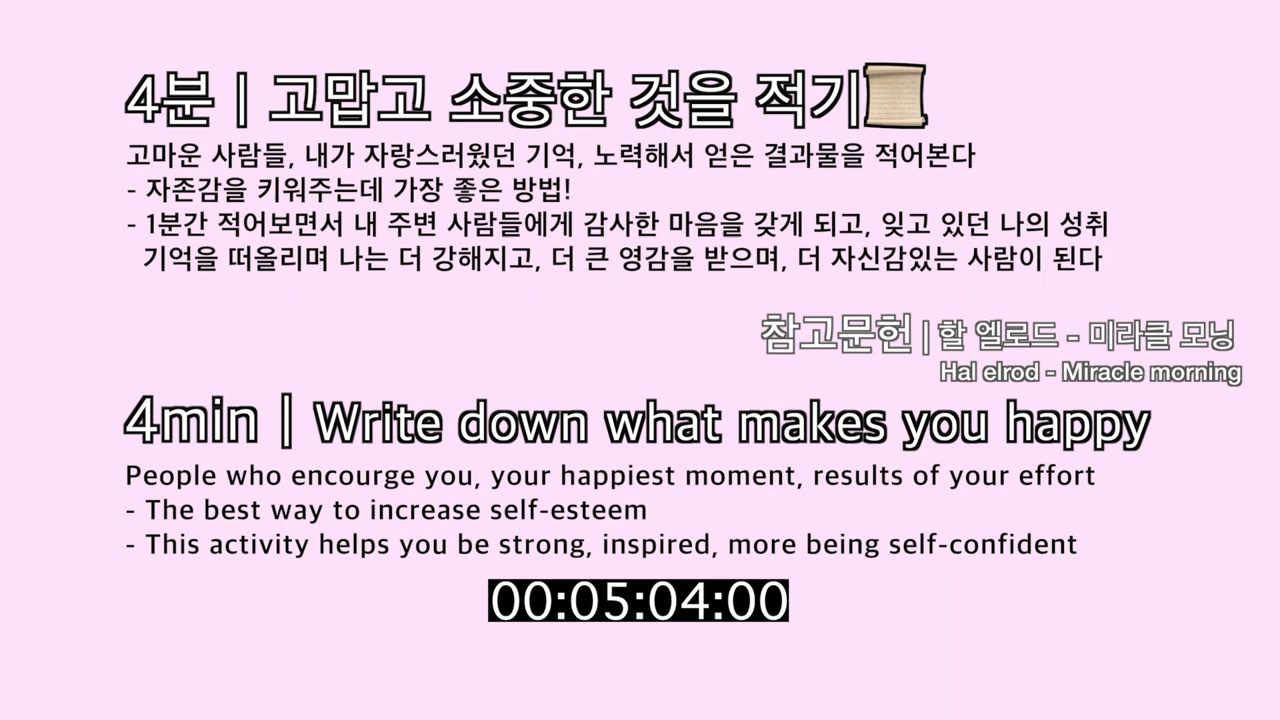 4분 | 고맙고 소중한 것을 적기
고마운 사람들, 내가 자랑스러웠던 기억, 노력해서 얻은 결과물을 적어본다
- 자존감을 키워주는데 가장 좋은 방법!
- 1분간 적어보면서 내 주변 사람들에게 감사한 마음을 갖게 되고, 잊고 있던 나의 성취
기억을 떠올리며 나는 더 강해지고, 더 큰 영감을 받으며, 더 자신감있는 사람이 된다
참고문헌 | 할 엘로드 - 미라클 모닝
Hal elrod - Miracle morning
4min | Write down what makes you happy
People who encourge you, your happiest moment, results of your effort
- The best way to increase self-esteem
- This activity helps you be strong, inspired, more being self-confident
00:05:04:00